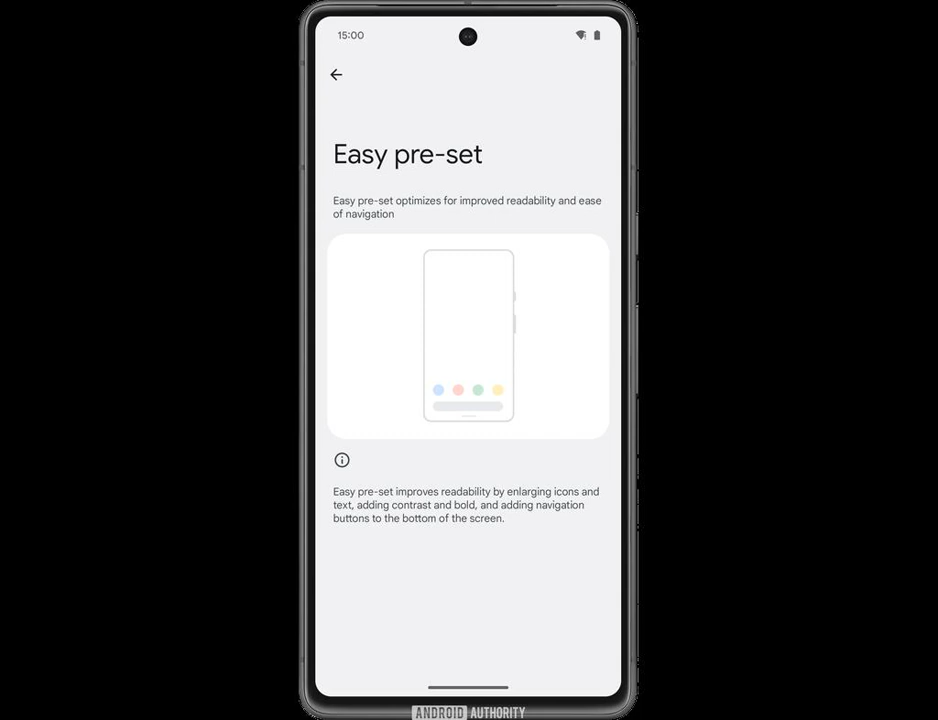 15:00
Easy pre-set
Easy pre-set optimizes for improved readability and ease
of navigation
Easy pre-set improves readability by enlarging icons and
text, adding contrast and bold, and adding navigation
buttons to the bottom of the screen.
ANDROID AUTHORITY